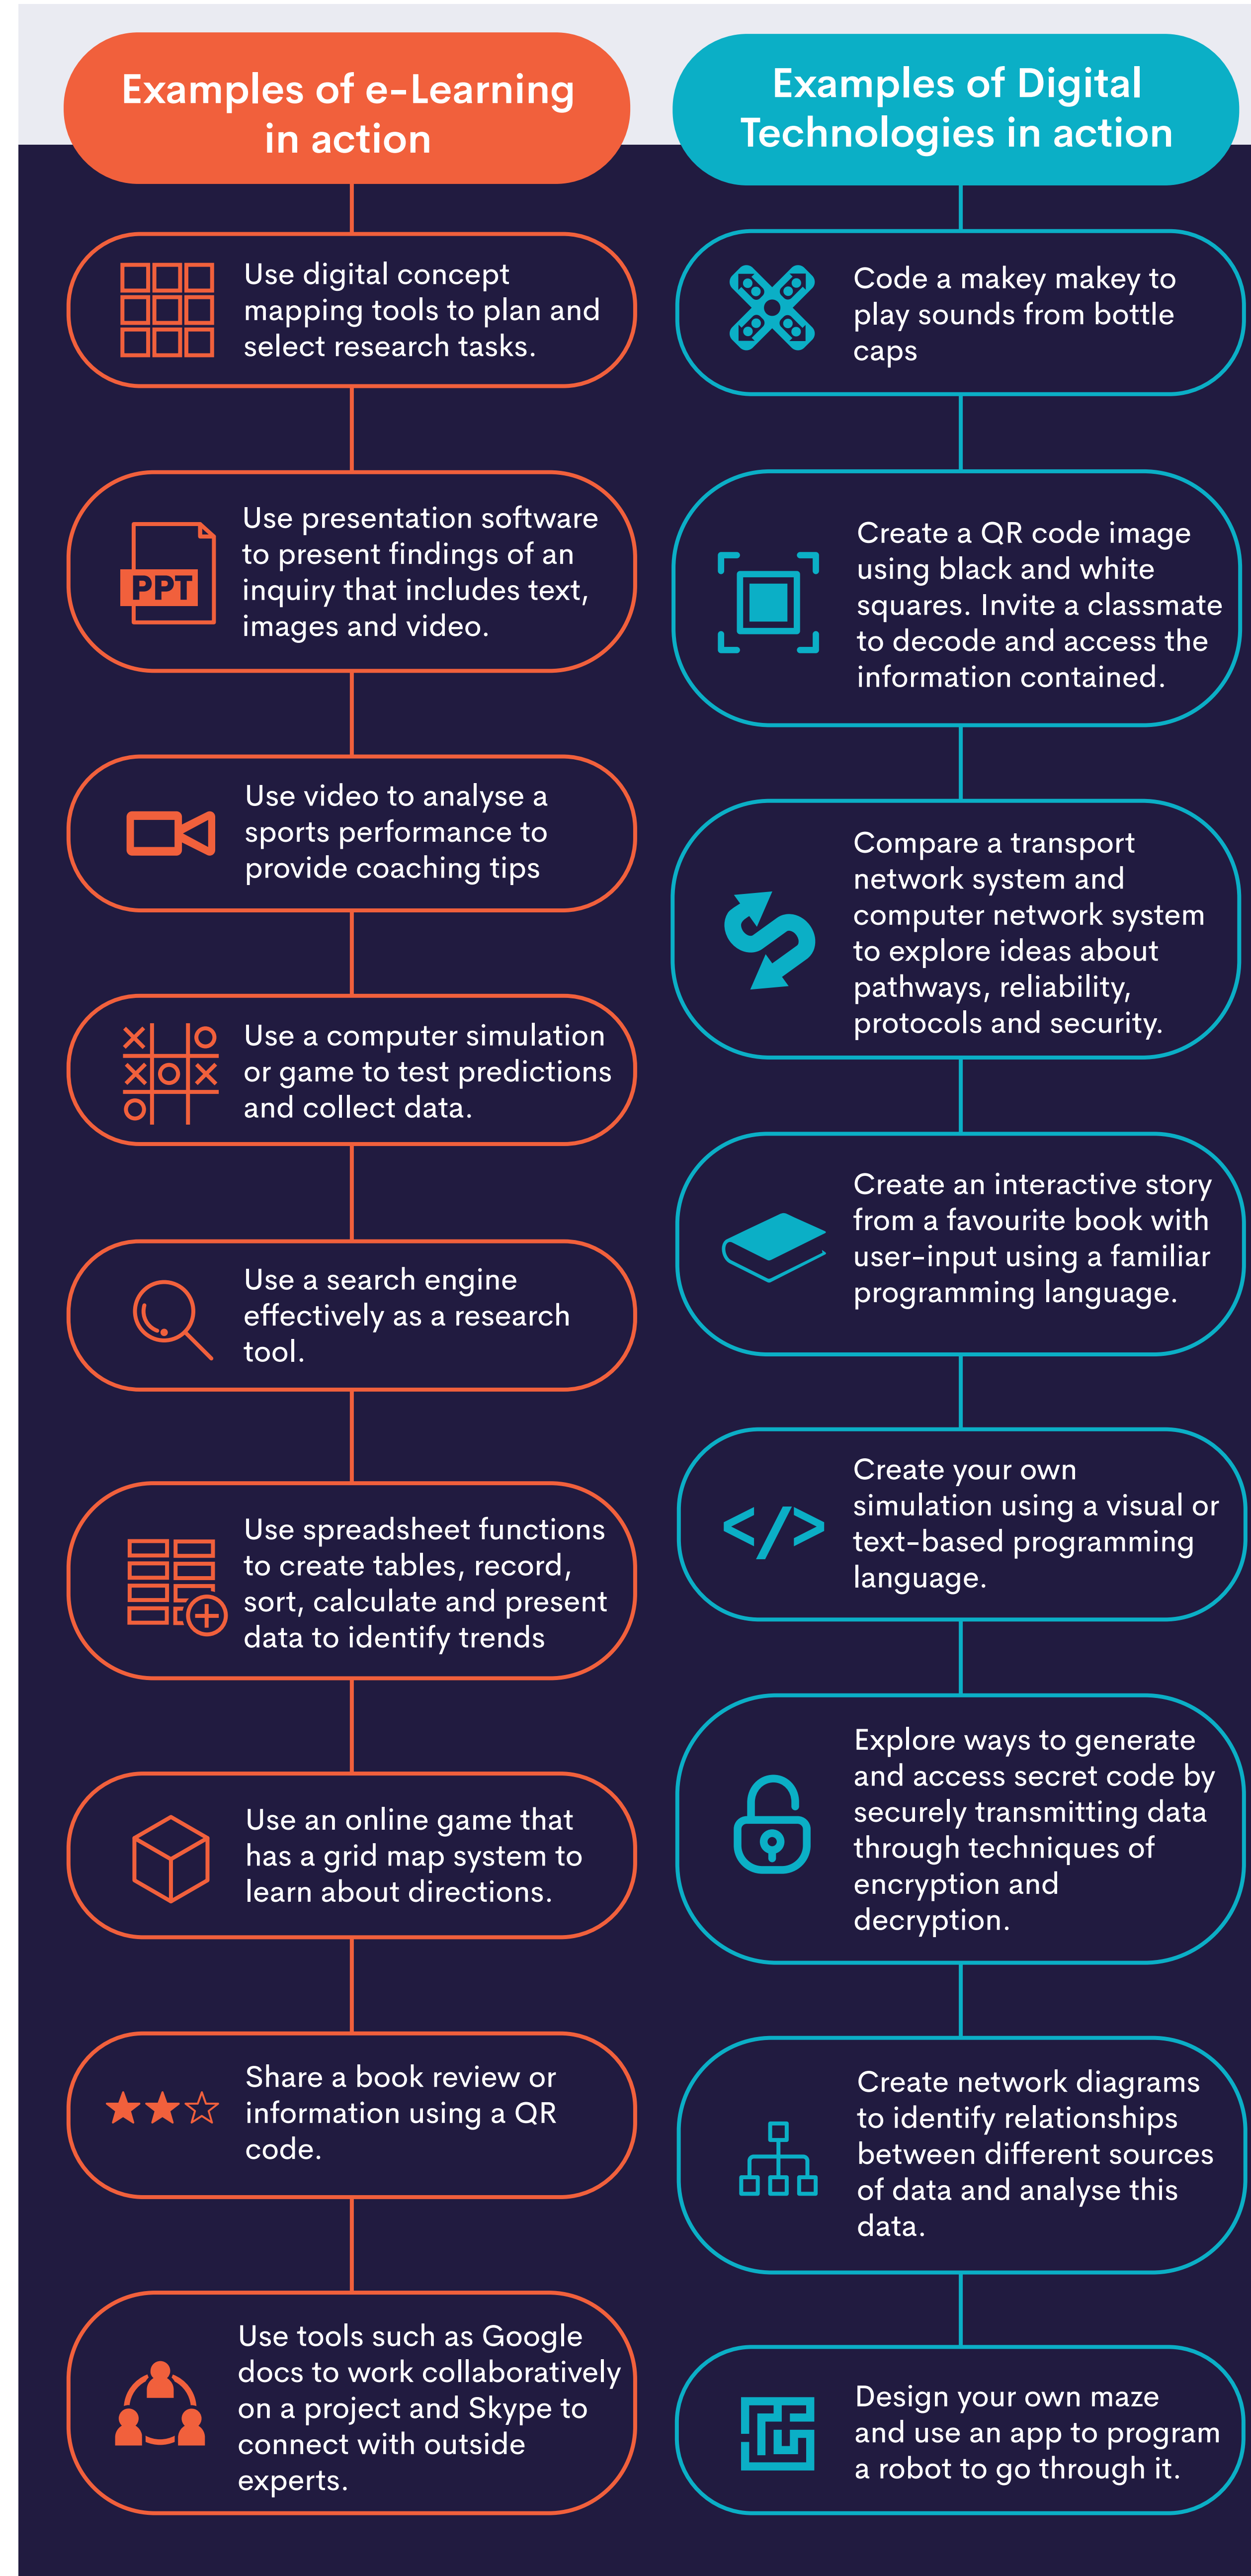 Examples of e-Learning
in action
Use digital concept
mapping tools to plan and
select research tasks.
PPT
Use presentation software
to present findings of an
inquiry that includes text,
images and video.
Use video to analyse a
sports performance to
provide coaching tips
Use a computer simulation
or game to test predictions
and collect data.
Use a search engine
effectively as a research
tool.
Use spreadsheet functions
to create tables, record,
sort, calculate and present
data to identify trends
Use an online game that
has a grid map system to
learn about directions.
Share a book review or
information using a QR
code.
Use tools such as Google
docs to work collaboratively
on a project and Skype to
connect with outside
experts.
Examples of Digital
Technologies in action
Code a makey makey to
play sounds from bottle
caps
Create a QR code image
using black and white
squares. Invite a classmate
to decode and access the
information contained.
Compare a transport
network system and
computer network system
to explore ideas about
pathways, reliability,
protocols and security.
Create an interactive story
from a favourite book with
user-input using a familiar
programming language.
</>
Create your own
simulation using a visual or
text-based programming
language.
Explore ways to generate
and access secret code by
securely transmitting data
through techniques of
encryption and
decryption.
Create network diagrams
to identify relationships
between different sources
of data and analyse this
data.
Design your own maze
and use an app to program
a robot to go through it.